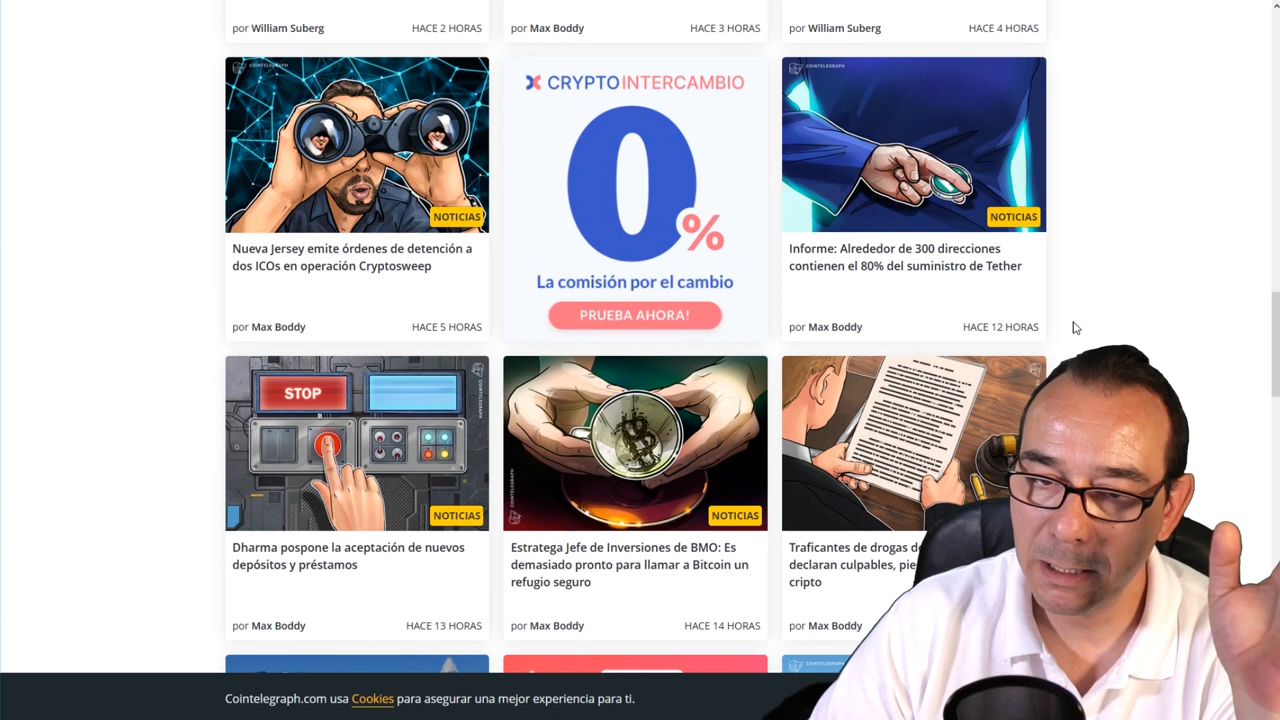 por William Suberg
HACE 2 HORAS
por Max Boddy
HACE 3 HORAS
por William Suberg
HACE 4 HORAS
COINTELEGRAPH
NOTICIAS
Nueva Jersey emite órdenes de detención a
dos ICOs en operación Cryptosweep
por Max Boddy
HACE 5 HORAS
CRYPTOINTERCAMBIO
0%
La comisión por el cambio
PRUEBA AHORA!
COINTELEGRAPH
NOTICIAS
Informe: Alrededor de 300 direcciones
contienen el 80% del suministro de Tether
por Max Boddy
HACE 12 HORAS
STOP
COINTELEGRAPH
NOTICIAS
Dharma pospone la aceptación de nuevos
depósitos y préstamos
por Max Boddy
HACE 13 HORAS
COINTELEGRAPH
NOTICIAS
Estratega Jefe de Inversiones de BMO: Es
demasiado pronto para llamar a Bitcoin un
refugio seguro
por Max Boddy
HACE 14 HORAS
Traficantes de drogas
declaran culpables,
cripto
por Max Boddy
Cointelegraph.com usa Cookies para asegurar una mejor experiencia para ti.